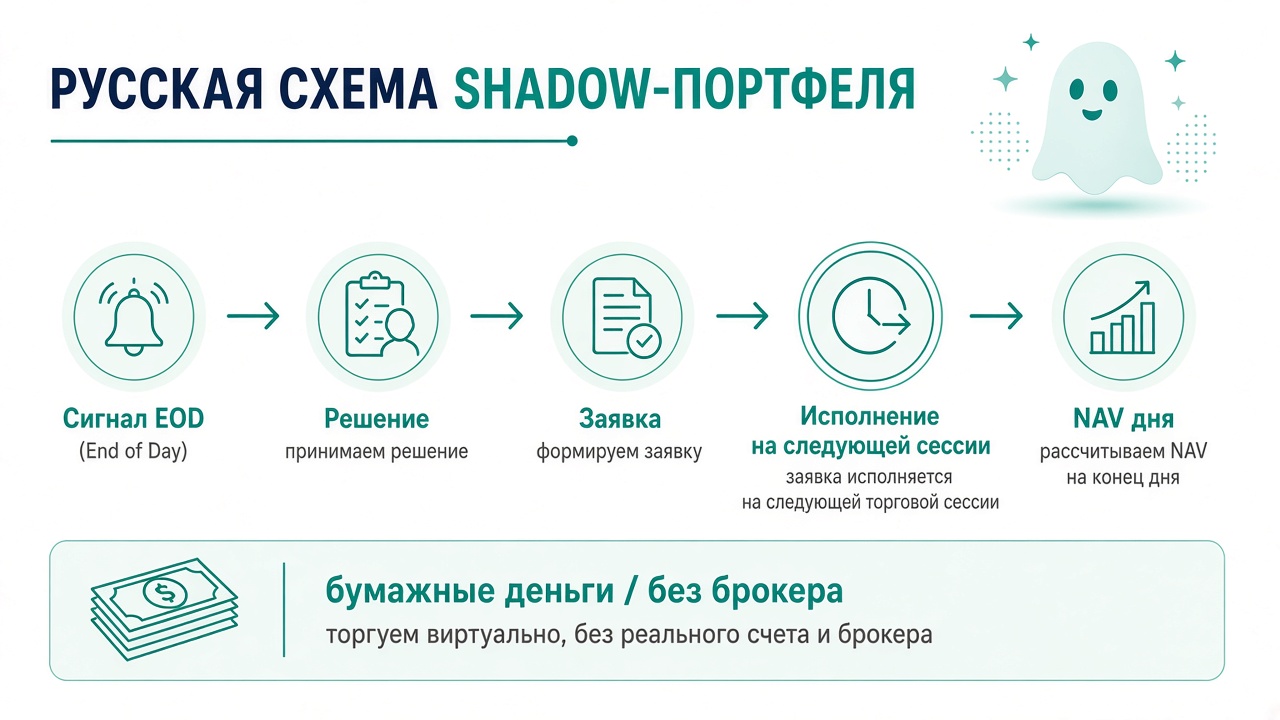 РУССКАЯ СХЕМА SHADOW-ПОРТФЕЛЯ
Сигнал EOD
(End of Day)
Решение
принимаем решение
Заявка
формируем заявку
Исполнение
на следующей сессии
заявка исполняется
на следующей торговой сессии
NAV дня
рассчитываем NAV
на конец дня
$
бумажные деньги / без брокера
торгуем виртуально, без реального счета и брокера